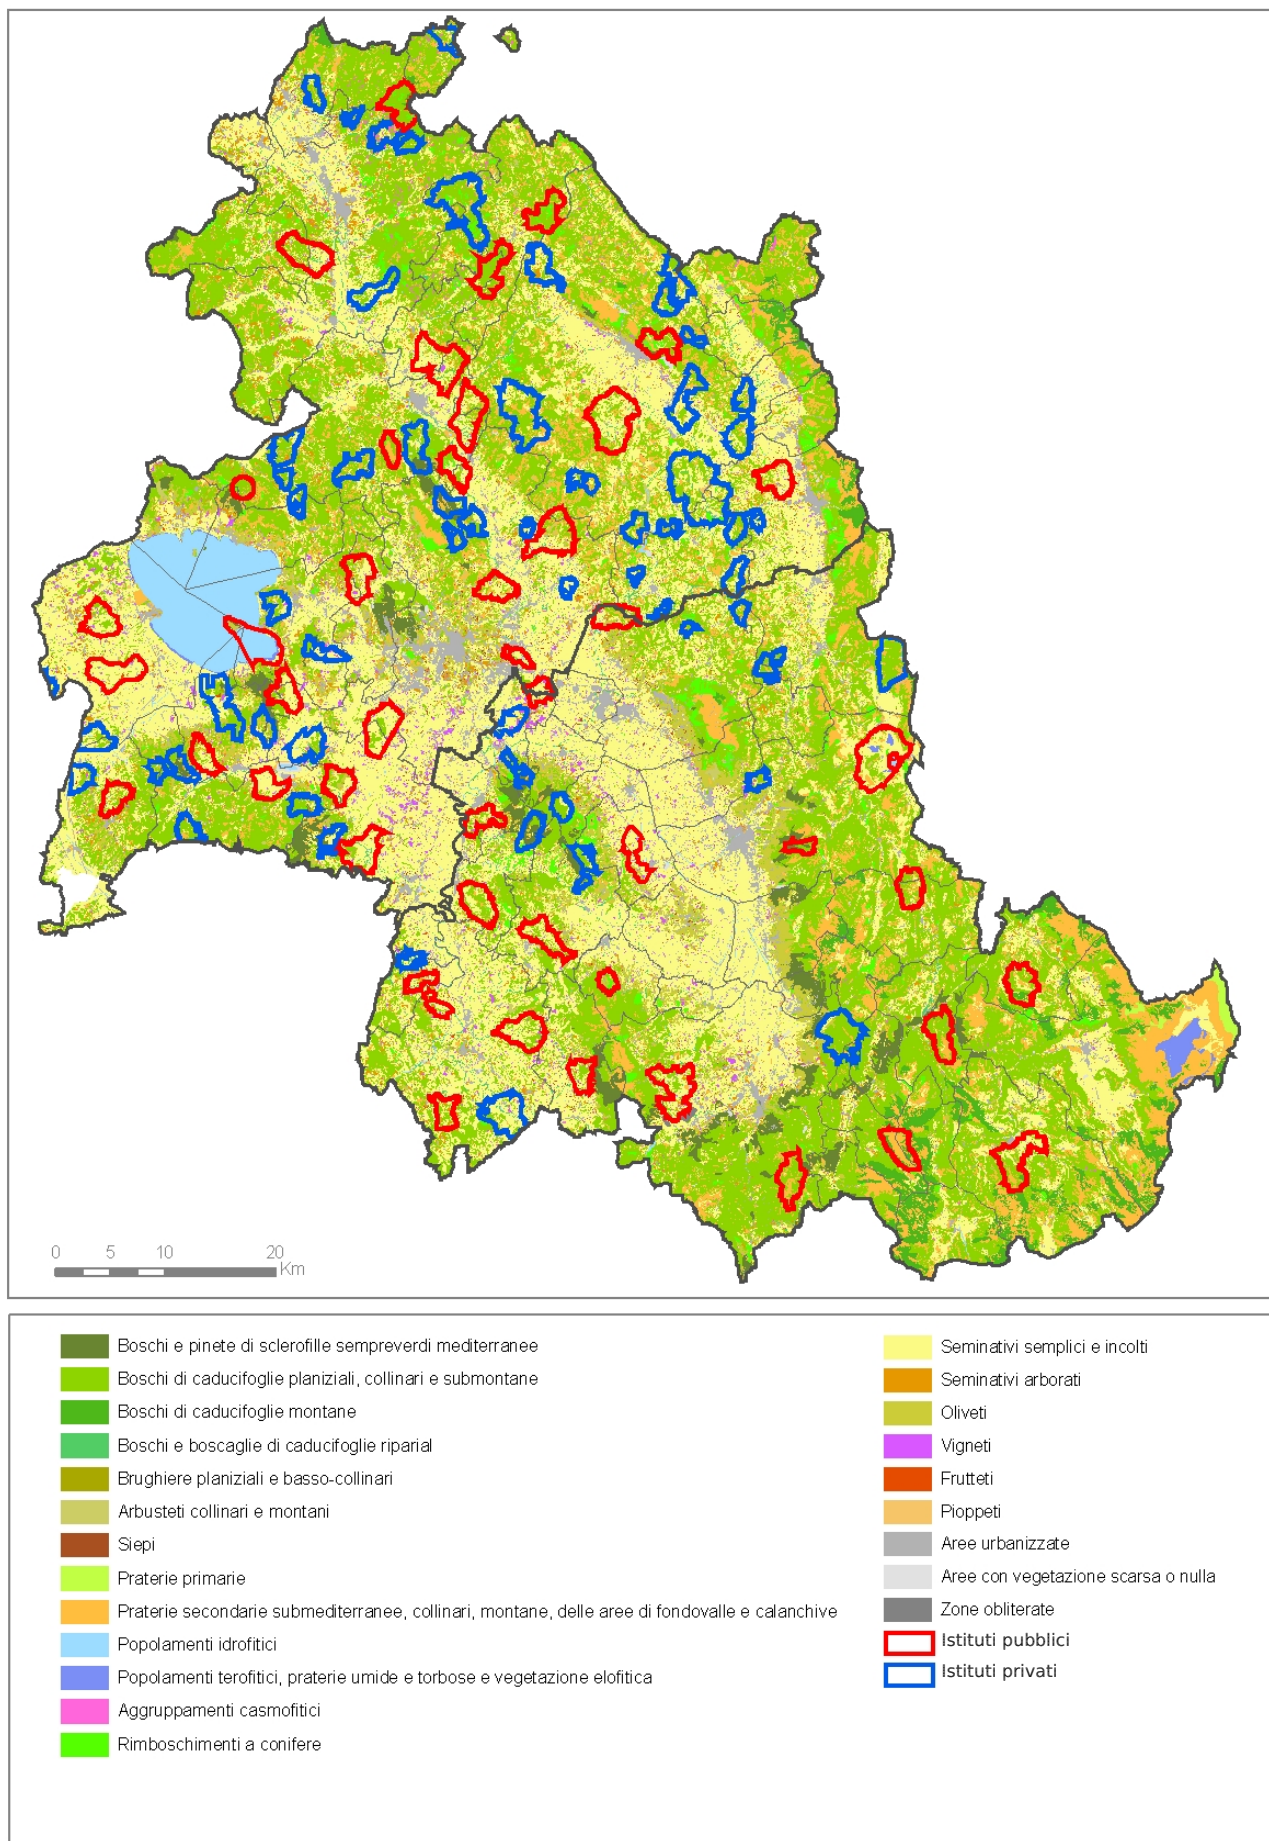 0 5 10 20
Km
Boschi e pinete di sclerofille sempreverdi mediterranee
Boschi di caducifoglie planiziali, collinari e submontane
Boschi di caducifoglie montane
Boschi e boscaglie di caducifoglie riparial
Brughiere planiziali e basso-collinari
Arbusteti collinari e montani
Siepi
Praterie primarie
Praterie secondarie submediterranee, collinari, montane, delle aree di fondovalle e calanchive
Popolamenti idrofitici
Popolamenti terofitici, praterie umide e torbose e vegetazione elofitica
Aggruppamenti casmofitici
Rimboschimenti a conifere
Seminativi semplici e incolti
Seminativi arborati
Oliveti
Vigneti
Frutteti
Pioppeti
Aree urbanizzate
Aree con vegetazione scarsa o nulla
Zone obliterate
Istituti pubblici
Istituti privati